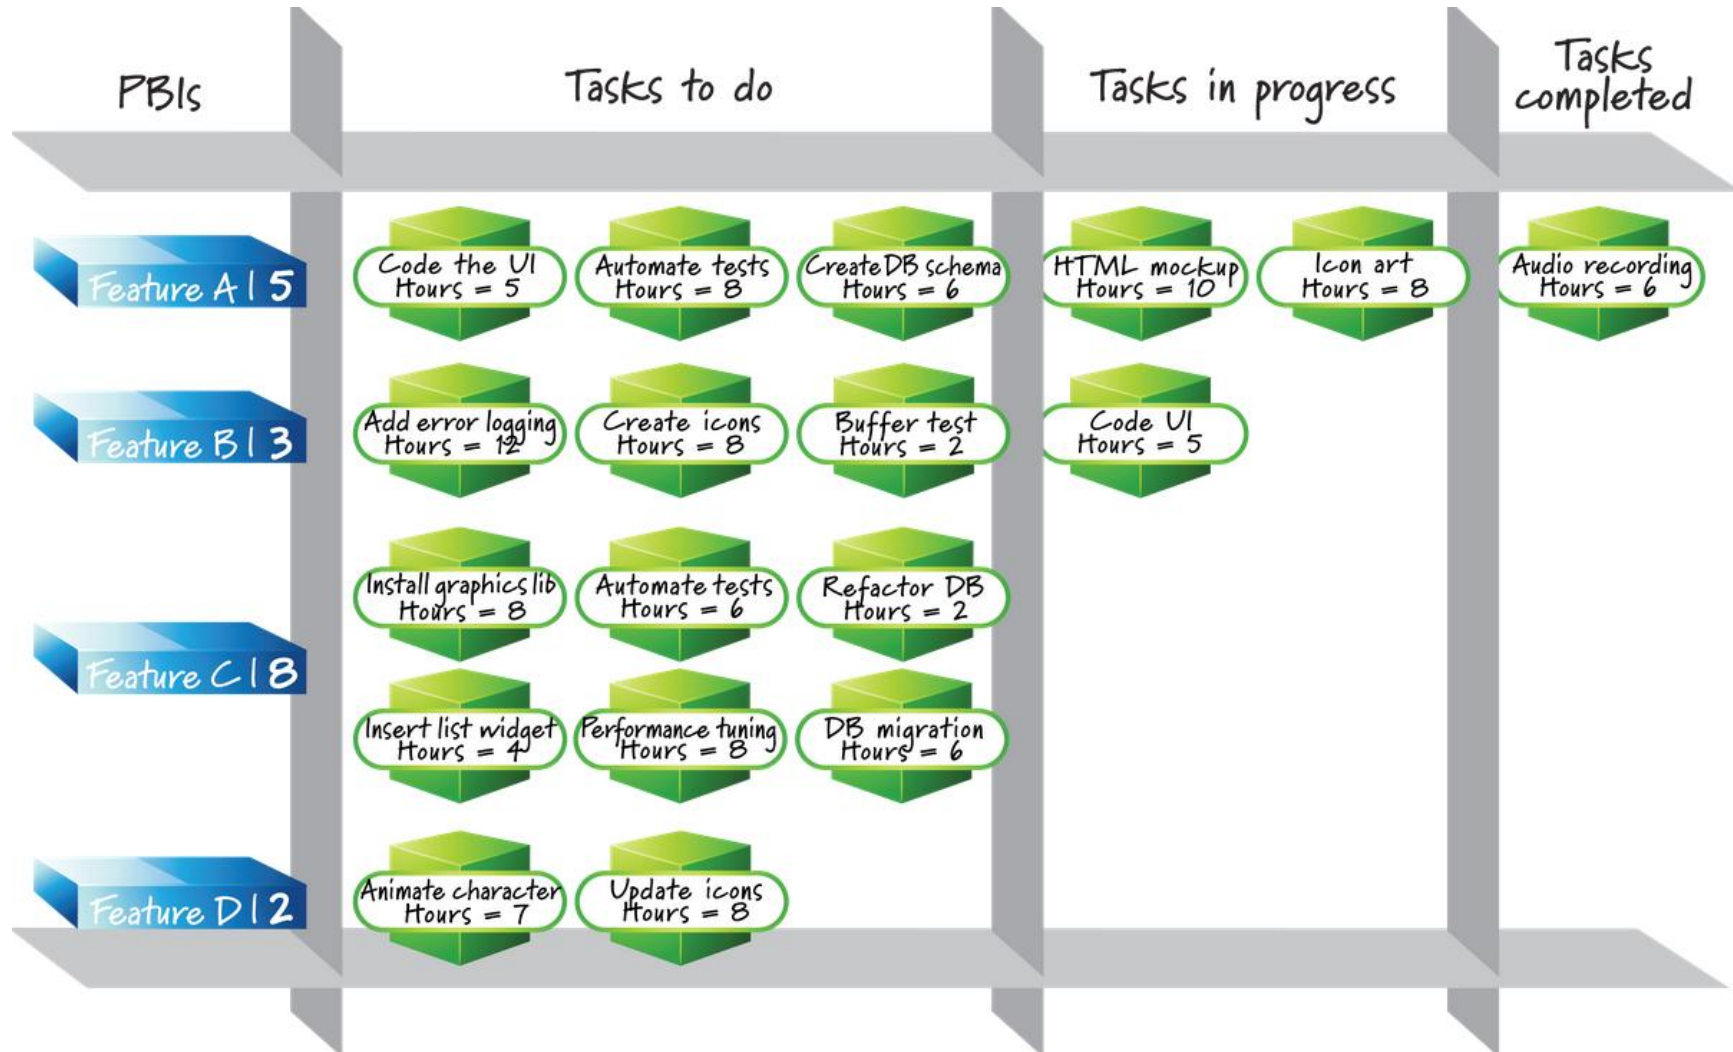 PBIs
Tasks to do
Tasks in progress
Tasks
completed
Feature A | 5
Code the UI
Hours = 5
Automate tests
Hours = 8
Create DB schema
Hours = 6
HTML mockup
Hours = 10
Icon art
Hours = 8
Audio recording
Hours = 6
Feature B | 3
Add error logging
Hours = 12
Create icons
Hours = 8
Buffer test
Hours = 2
Code UI
Hours = 5
Feature C | 8
Install graphics lib
Hours = 8
Automate tests
Hours = 6
Refactor DB
Hours = 2
Insert list widget
Hours = 4
Performance tuning
Hours = 8
DB migration
Hours = 6
Feature D | 2
Animate character
Hours = 7
Update icons
Hours = 8